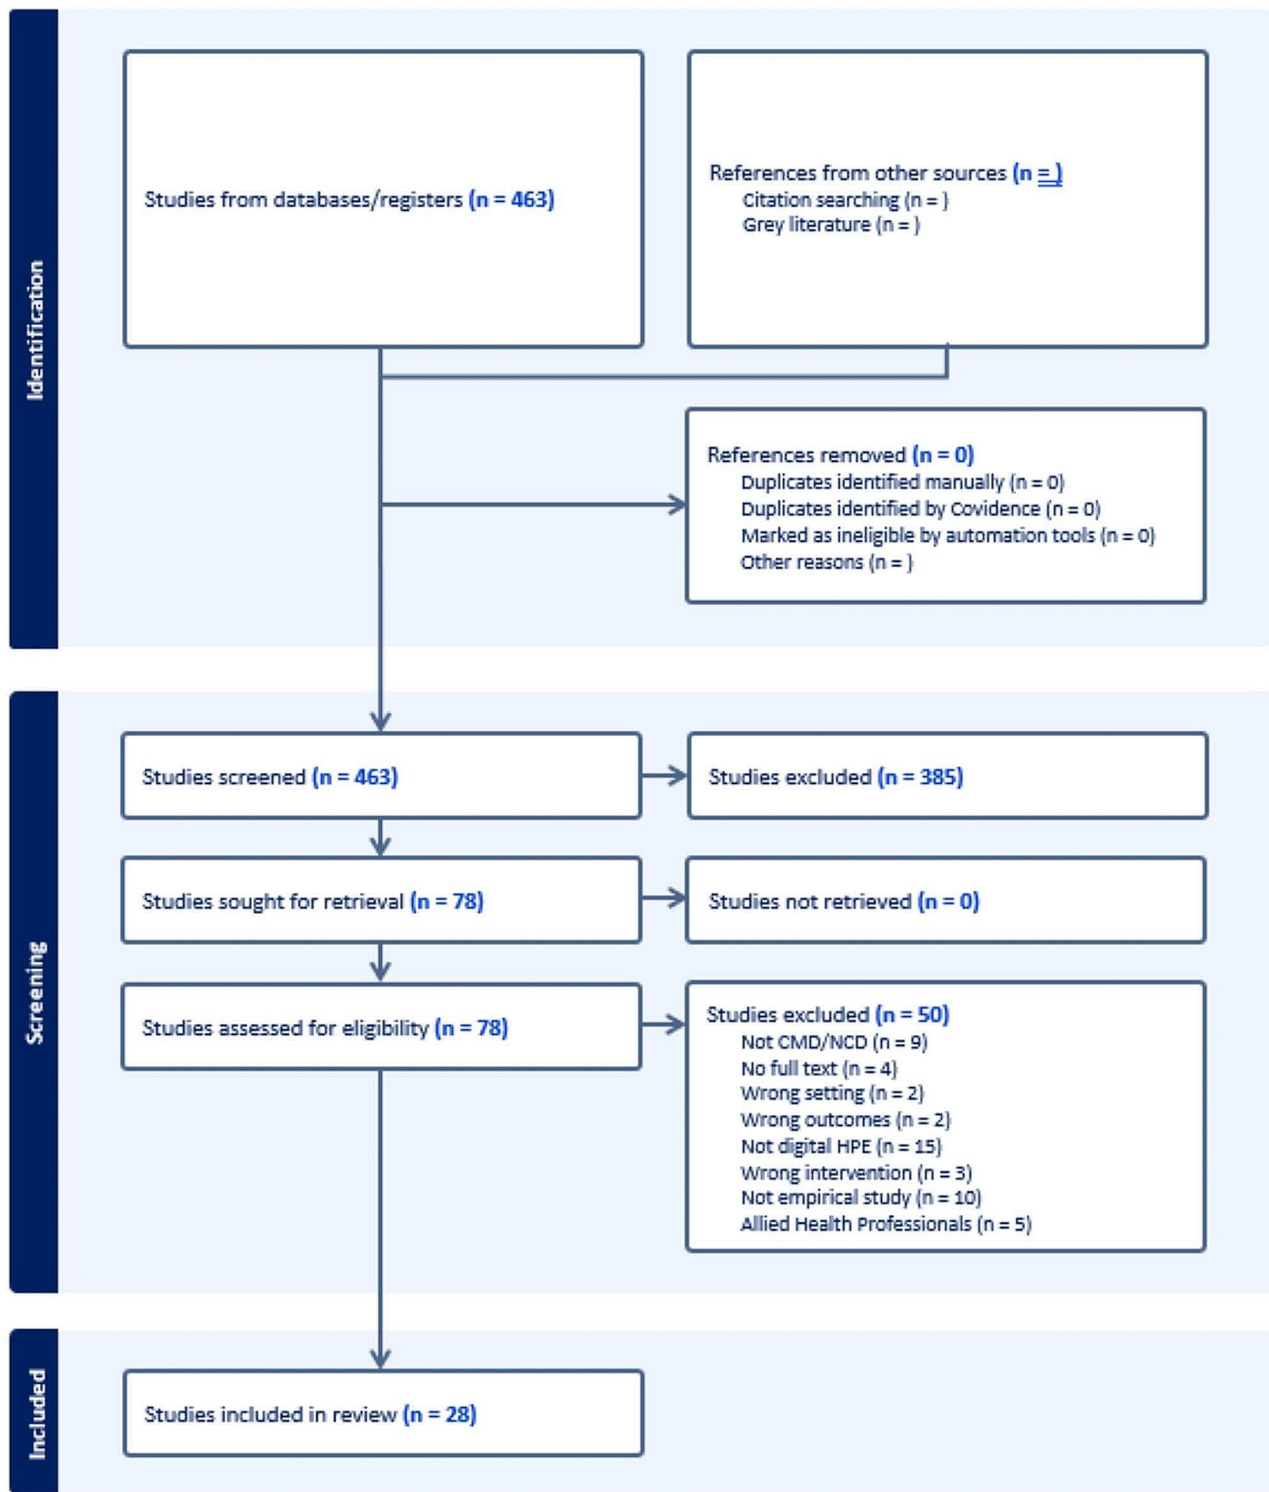 Identification
Studies from databases/registers (n = 463)
References from other sources (n = )
Citation searching (n = )
Grey literature (n = )
References removed (n = 0)
Duplicates identified manually (n = 0)
Duplicates identified by Covidence (n = 0)
Marked as ineligible by automation tools (n = 0)
Other reasons (n = )
Screening
Studies screened (n = 463)
Studies excluded (n = 385)
Studies sought for retrieval (n = 78)
Studies not retrieved (n = 0)
Studies assessed for eligibility (n = 78)
Studies excluded (n = 50)
Not CMD/NCD (n = 9)
No full text (n = 4)
Wrong setting (n = 2)
Wrong outcomes (n = 2)
Not digital HPE (n = 15)
Wrong intervention (n = 3)
Not empirical study (n = 10)
Allied Health Professionals (n = 5)
Included
Studies included in review (n = 28)